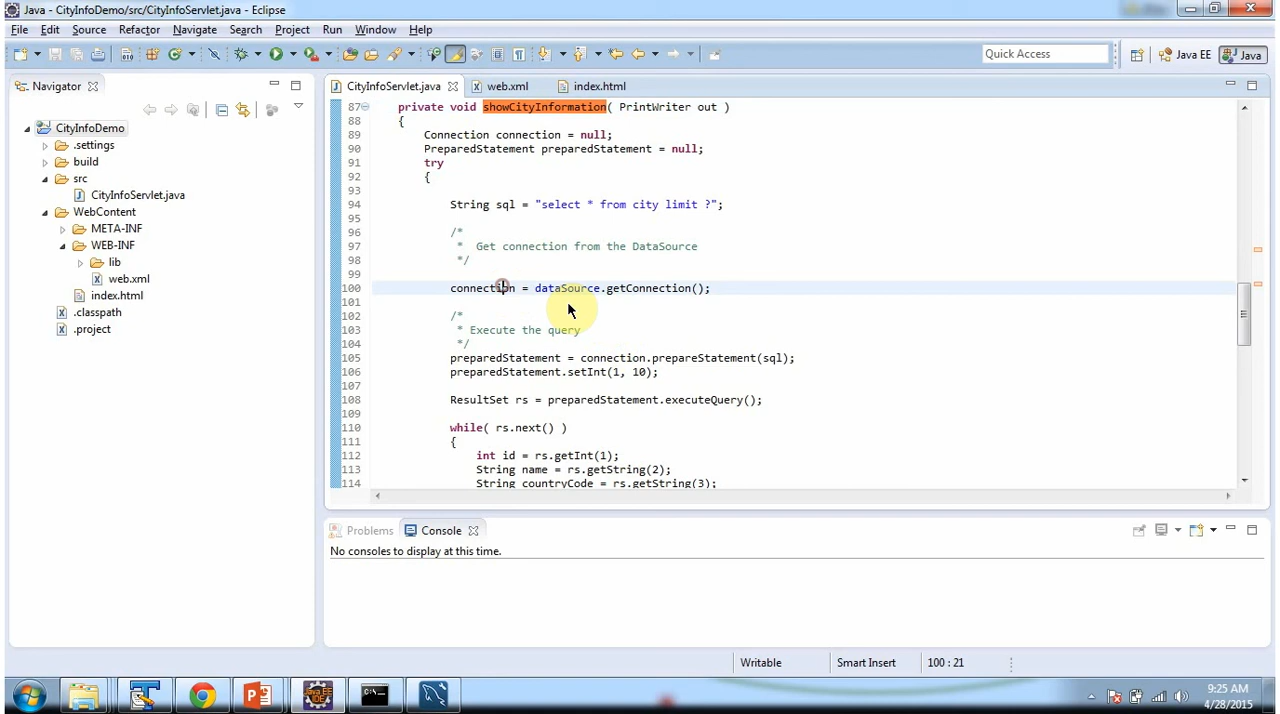 Java - CityInfoDemo/src/CityInfoServlet.java - Eclipse
File Edit Source Refactor Navigate Search Project Run Window Help
Quick Access Java EE Java
Navigator
CityInfoDemo
.settings
build
src
CityInfoServlet.java
WebContent
META-INF
WEB-INF
lib
web.xml
index.html
.classpath
.project
CityInfoServlet.java web.xml index.html
87 private void showCityInformation( PrintWriter out )
88 {
89 Connection connection = null;
90 PreparedStatement preparedStatement = null;
91 try
92 {
93
94 String sql = "select * from city limit ?";
95
96 /*
97 * Get connection from the DataSource
98 */
99
100 connection = dataSource.getConnection();
101
102 /*
103 * Execute the query
104 */
105 preparedStatement = connection.prepareStatement(sql);
106 preparedStatement.setInt(1, 10);
107
108 ResultSet rs = preparedStatement.executeQuery();
109
110 while( rs.next() )
111 {
112 int id = rs.getInt(1);
113 String name = rs.getString(2);
114 String countryCode = rs.getString(3);
Problems Console
No consoles to display at this time.
Writable Smart Insert 100 : 21
Java EE
IDE
9:25 AM
4/28/2015